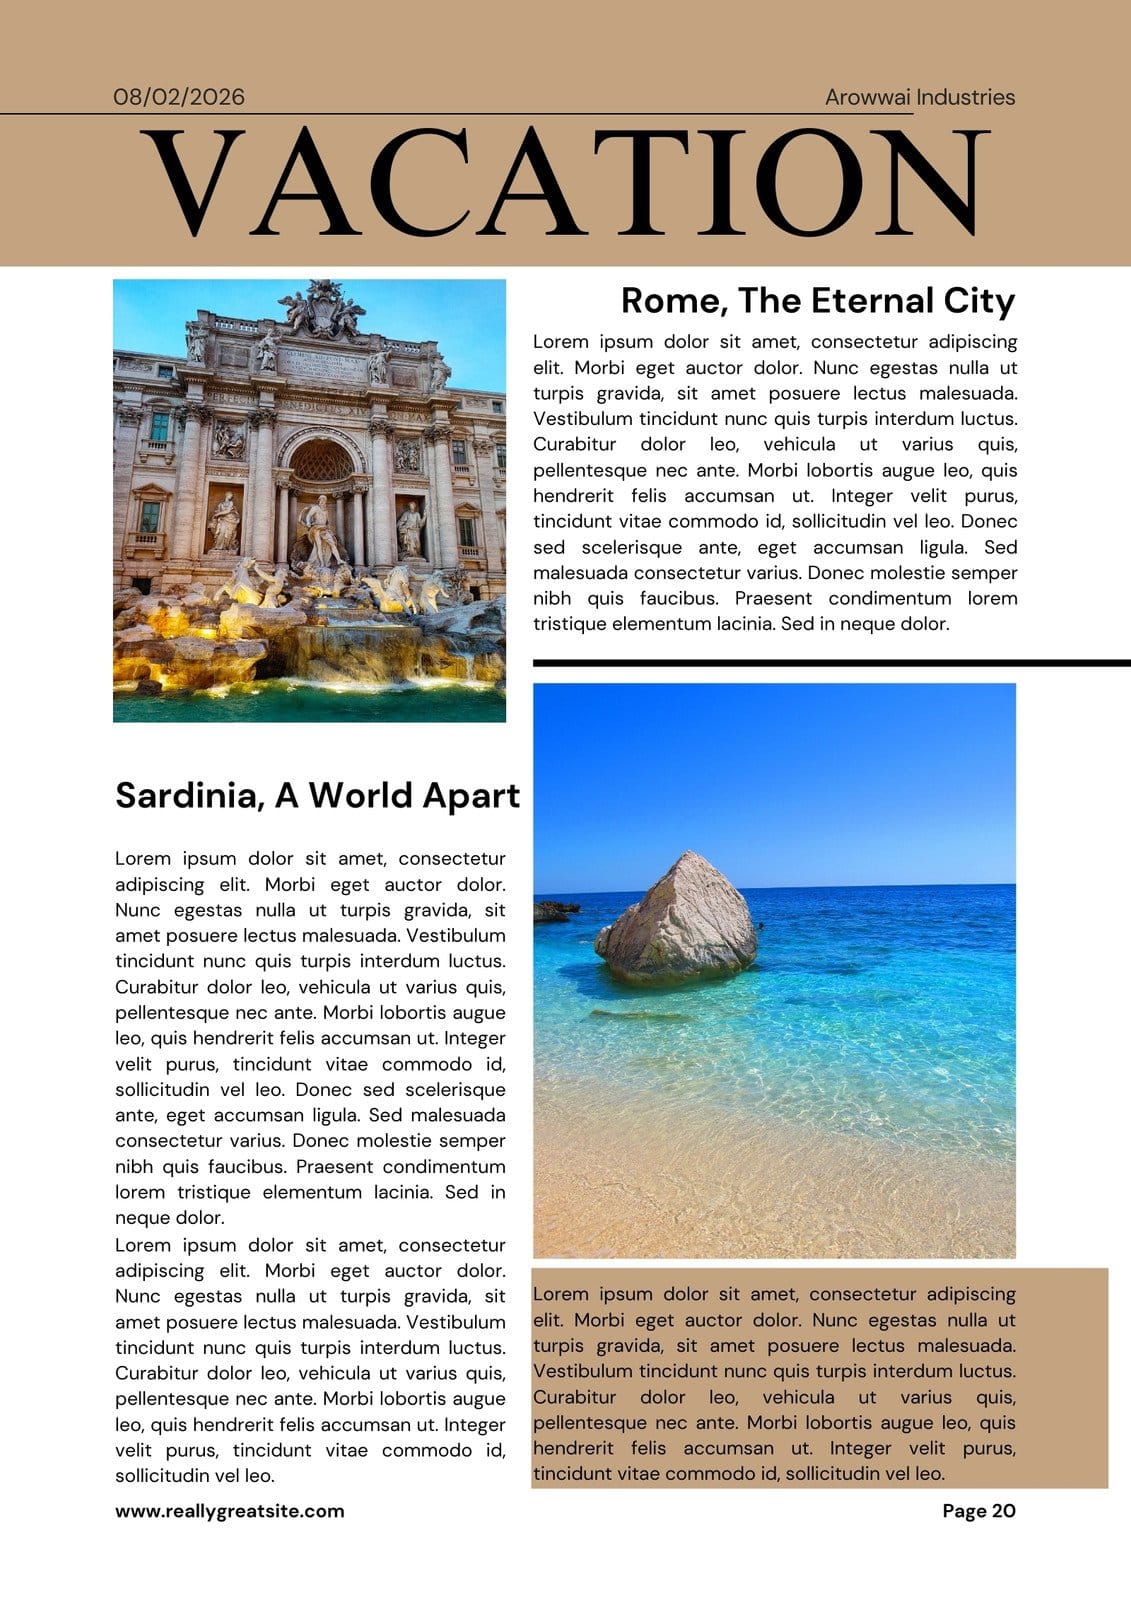 08/02/2026
Arowwai Industries
VACATION
Rome, The Eternal City
Lorem ipsum dolor sit amet, consectetur adipiscing
elit. Morbi eget auctor dolor. Nunc egestas nulla ut
turpis gravida, sit amet posuere lectus malesuada.
Vestibulum tincidunt nunc quis turpis interdum luctus.
Curabitur dolor leo, vehicula ut varius quis,
pellentesque nec ante. Morbi lobortis augue leo, quis
hendrerit felis accumsan ut. Integer velit purus,
tincidunt vitae commodo id, sollicitudin vel leo. Donec
sed scelerisque ante, eget accumsan ligula. Sed
malesuada consectetur varius. Donec molestie semper
nibh quis faucibus. Praesent condimentum lorem
tristique elementum lacinia. Sed in neque dolor.
Sardinia, A World Apart
Lorem ipsum dolor sit amet, consectetur
adipiscing elit. Morbi eget auctor dolor.
Nunc egestas nulla ut turpis gravida, sit
amet posuere lectus malesuada. Vestibulum
tincidunt nunc quis turpis interdum luctus.
Curabitur dolor leo, vehicula ut varius quis,
pellentesque nec ante. Morbi lobortis augue
leo, quis hendrerit felis accumsan ut. Integer
velit purus, tincidunt vitae commodo id,
sollicitudin vel leo. Donec sed scelerisque
ante, eget accumsan ligula. Sed malesuada
consectetur varius. Donec molestie semper
nibh quis faucibus. Praesent condimentum
lorem tristique elementum lacinia. Sed in
neque dolor.
Lorem ipsum dolor sit amet, consectetur
adipiscing elit. Morbi eget auctor dolor.
Nunc egestas nulla ut turpis gravida, sit
amet posuere lectus malesuada. Vestibulum
tincidunt nunc quis turpis interdum luctus.
Curabitur dolor leo, vehicula ut varius quis,
pellentesque nec ante. Morbi lobortis augue
leo, quis hendrerit felis accumsan ut. Integer
velit purus, tincidunt vitae commodo id,
sollicitudin vel leo.
Lorem ipsum dolor sit amet, consectetur adipiscing
elit. Morbi eget auctor dolor. Nunc egestas nulla ut
turpis gravida, sit amet posuere lectus malesuada.
Vestibulum tincidunt nunc quis turpis interdum luctus.
Curabitur dolor leo, vehicula ut varius quis,
pellentesque nec ante. Morbi lobortis augue leo, quis
hendrerit felis accumsan ut. Integer velit purus,
tincidunt vitae commodo id, sollicitudin vel leo.
www.reallygreatsite.com
Page 20